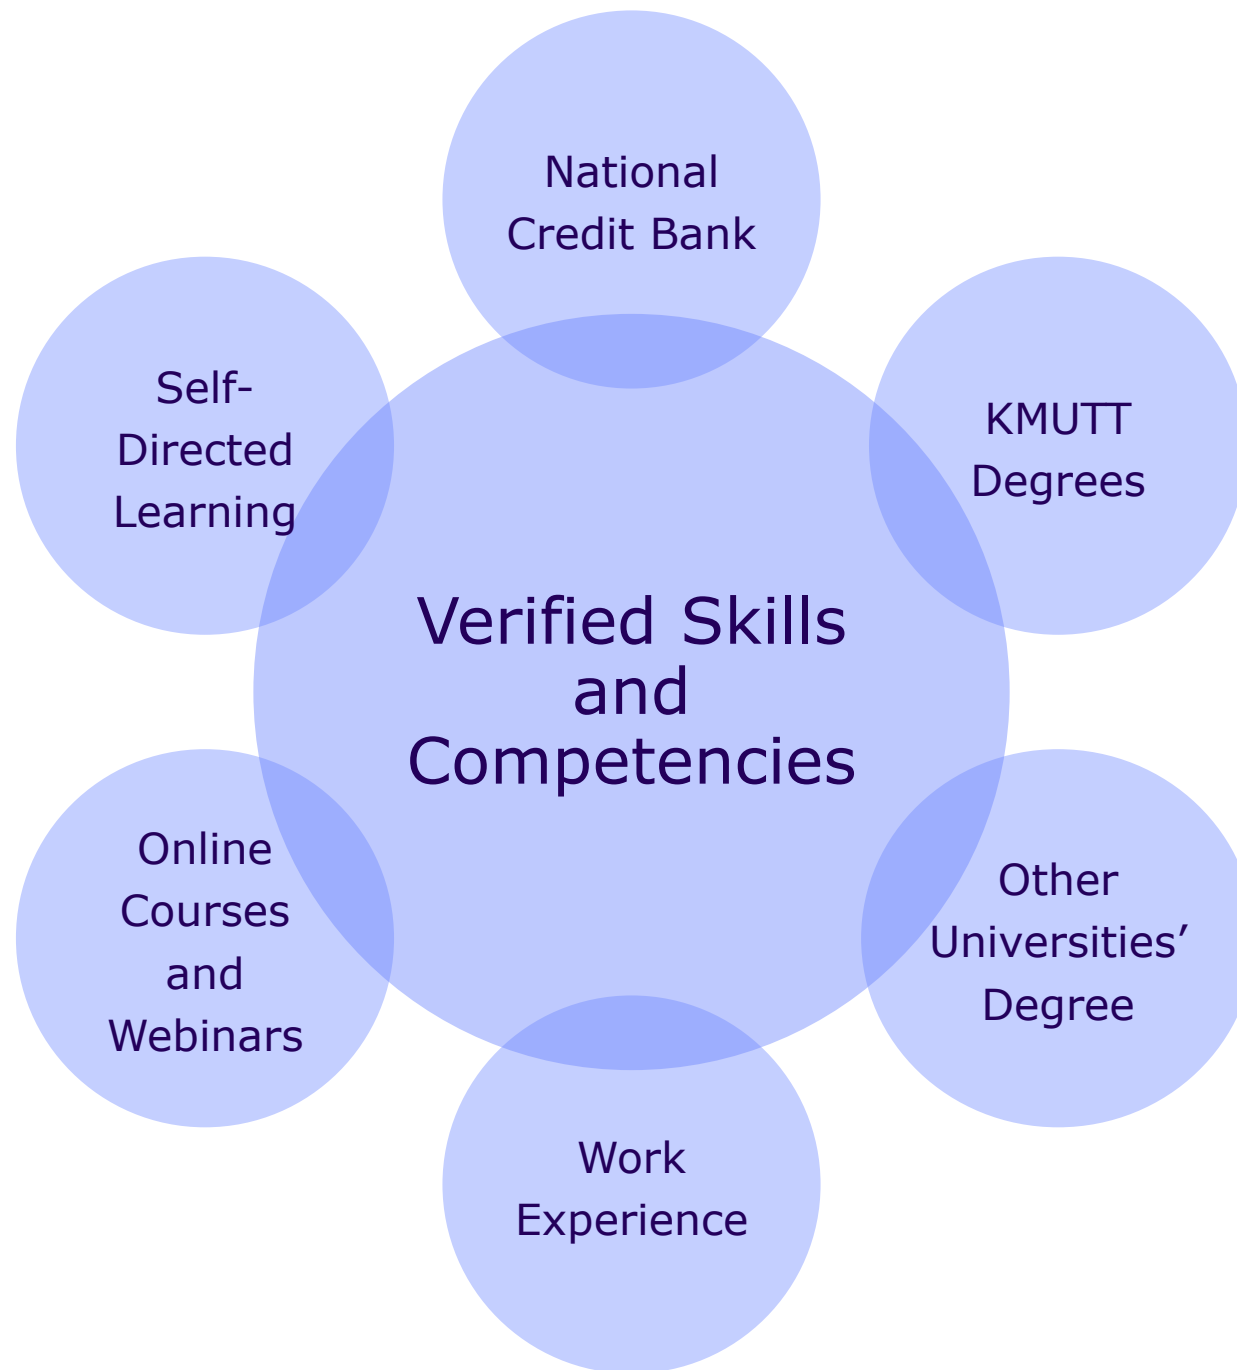 National
Credit Bank
Self-
Directed
Learning
KMUTT
Degrees
Verified Skills
and
Competencies
Online
Courses
and
Webinars
Other
Universities’
Degree
Work
Experience